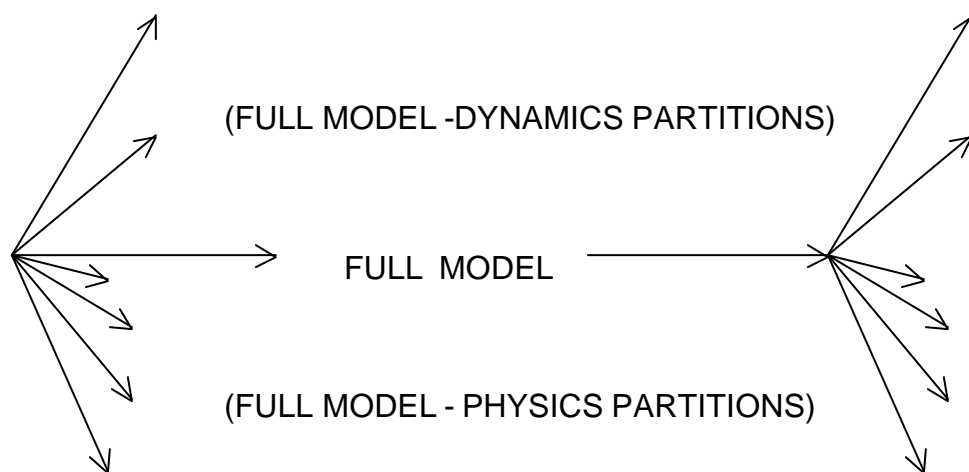 (FULL MODEL -DYNAMICS PARTITIONS)
FULL MODEL
(FULL MODEL - PHYSICS PARTITIONS)